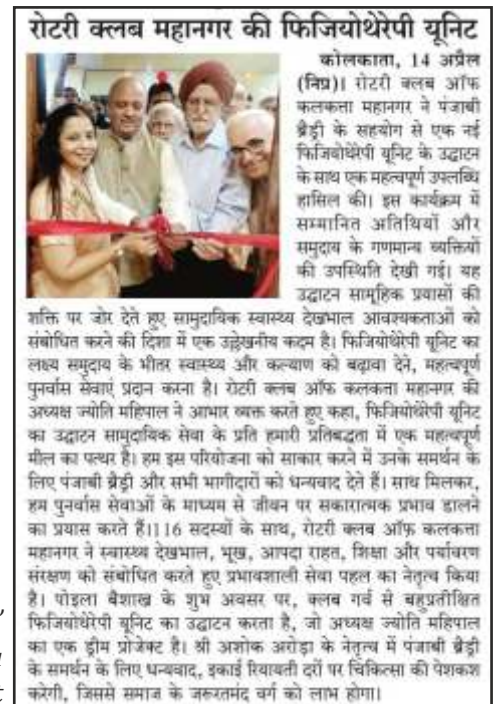 रोटरी क्लब महानगर की फिजियोथेरेपी यूनिट
कोलकाता, 14 अप्रैल
(निप्र)। रोटरी क्लब ऑफ
कलकत्ता महानगर ने पंजाबी
ब्रैड्री के सहयोग से एक नई
फिजियोथेरेपी यूनिट के उद्घाटन
के साथ एक महत्वपूर्ण उपलब्धि
हासिल की। इस कार्यक्रम में
सम्मानित अतिथियों और
समुदाय के गणमान्य व्यक्तियों
की उपस्थिति देखी गई। यह
उद्घाटन सामूहिक प्रयासों की
शक्ति पर जोर देते हुए सामुदायिक स्वास्थ्य देखभाल आवश्यकताओं को
संबोधित करने की दिशा में एक उल्लेखनीय कदम है। फिजियोथेरेपी यूनिट का
लक्ष्य समुदाय के भीतर स्वास्थ्य और कल्याण को बढ़ावा देने, महत्वपूर्ण
पुनर्वास सेवाएं प्रदान करना है। रोटरी क्लब ऑफ कलकत्ता महानगर की
अध्यक्ष ज्योति महिपाल ने आभार व्यक्त करते हुए कहा, फिजियोथेरेपी यूनिट
का उद्घाटन सामुदायिक सेवा के प्रति हमारी प्रतिबद्धता में एक महत्वपूर्ण
मील का पत्थर है। हम इस परियोजना को साकार करने में उनके समर्थन के
लिए पंजाबी ब्रैड्री और सभी भागीदारों को धन्यवाद देते हैं। साथ मिलकर,
हम पुनर्वास सेवाओं के माध्यम से जीवन पर सकारात्मक प्रभाव डालने
का प्रयास करते हैं।116 सदस्यों के साथ, रोटरी क्लब ऑफ़ कलकत्ता
महानगर ने स्वास्थ्य देखभाल, भूख, आपदा राहत, शिक्षा और पर्यावरण
संरक्षण को संबोधित करते हुए प्रभावशाली सेवा पहल का नेतृत्व किया
है। पोइला बैशाख के शुभ अवसर पर, क्लब गर्व से बहुप्रतीक्षित
फिजियोथेरेपी यूनिट का उद्घाटन करता है, जो अध्यक्ष ज्योति महिपाल
का एक ड्रीम प्रोजेक्ट है। श्री अशोक अरोड़ा के नेतृत्व में पंजाबी ब्रैड्री
के समर्थन के लिए धन्यवाद, इकाई रियायती दरों पर चिकित्सा की पेशकश
करेगी, जिससे समाज के जरूरतमंद वर्ग को लाभ होगा।